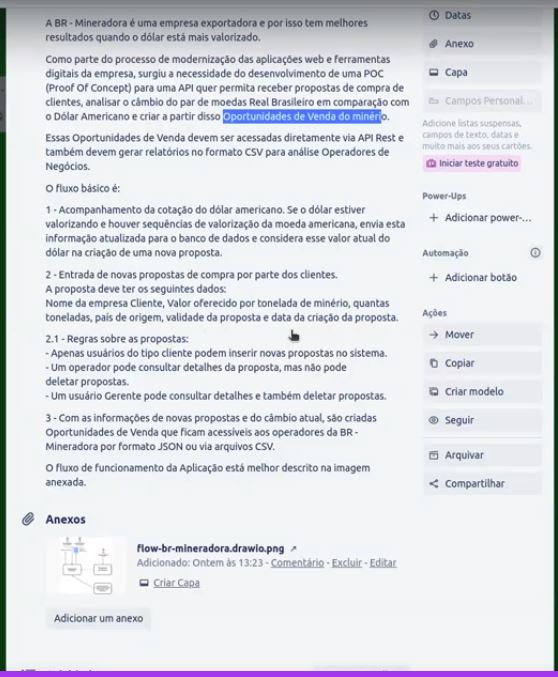 A BR - Mineradora é uma empresa exportadora e por isso tem melhores
resultados quando o dólar está mais valorizado.
Como parte do processo de modernização das aplicações web e ferramentas
digitais da empresa, surgiu a necessidade do desenvolvimento de uma POC
(Proof Of Concept) para uma API quer permita receber propostas de compra de
clientes, analisar o câmbio do par de moedas Real Brasileiro em comparação com
o Dólar Americano e criar a partir disso Oportunidades de Venda do minério.
Essas Oportunidades de Venda devem ser acessadas diretamente via API Rest e
também devem gerar relatórios no formato CSV para análise Operadores de
Negócios.
O fluxo básico é:
1 - Acompanhamento da cotação do dólar americano. Se o dólar estiver
valorizando e houver sequências de valorização da moeda americana, envia esta
informação atualizada para o banco de dados e considera esse valor atual do
dólar na criação de uma nova proposta.
2 - Entrada de novas propostas de compra por parte dos clientes.
A proposta deve ter os seguintes dados:
Nome da empresa Cliente, Valor oferecido por tonelada de minério, quantas
toneladas, país de origem, validade da proposta e data da criação da proposta.
2.1 - Regras sobre as propostas:
- Apenas usuários do tipo cliente podem inserir novas propostas no sistema.
- Um operador pode consultar detalhes da proposta, mas não pode
deletar propostas.
- Um usuário Gerente pode consultar detalhes e também deletar propostas.
3 - Com as informações de novas propostas e do câmbio atual, são criadas
Oportunidades de Venda que ficam acessíveis aos operadores da BR -
Mineradora por formato JSON ou via arquivos CSV.
O fluxo de funcionamento da Aplicação está melhor descrito na imagem
anexada.
Anexos
flow-br-mineradora.drawio.png ↗
Adicionado: Ontem às 13:23 - Comentário - Excluir - Editar
Criar Capa
Adicionar um anexo
Datas
Anexo
Capa
Campos Personal...
Adicione listas suspensas,
campos de texto, datas e
muito mais aos seus cartões.
Iniciar teste gratuito
Power-Ups
+ Adicionar power-...
Automação
+ Adicionar botão
Ações
Mover
Copiar
Criar modelo
Seguir
Arquivar
Compartilhar